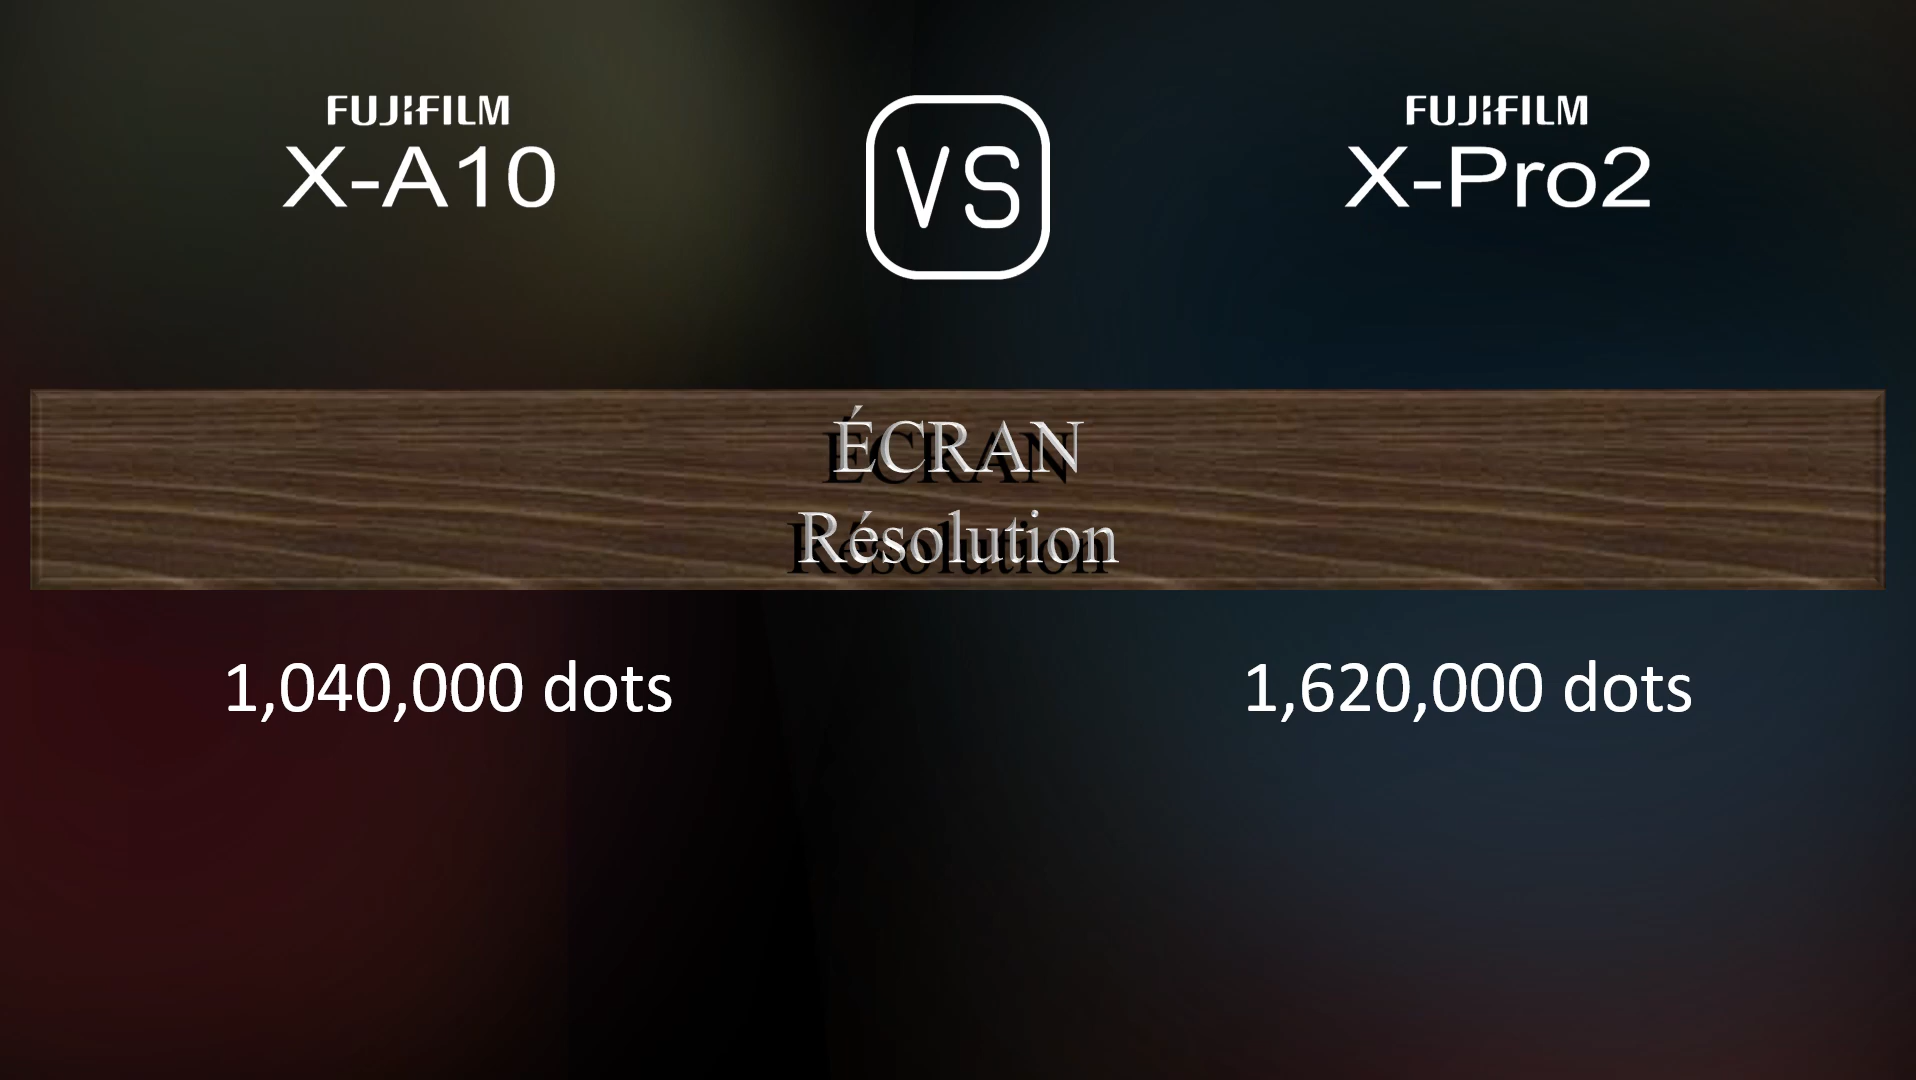 FUJIFILM
X-A10
VS
FUJIFILM
X-Pro2
ÉCRAN
Résolution
1,040,000 dots
1,620,000 dots